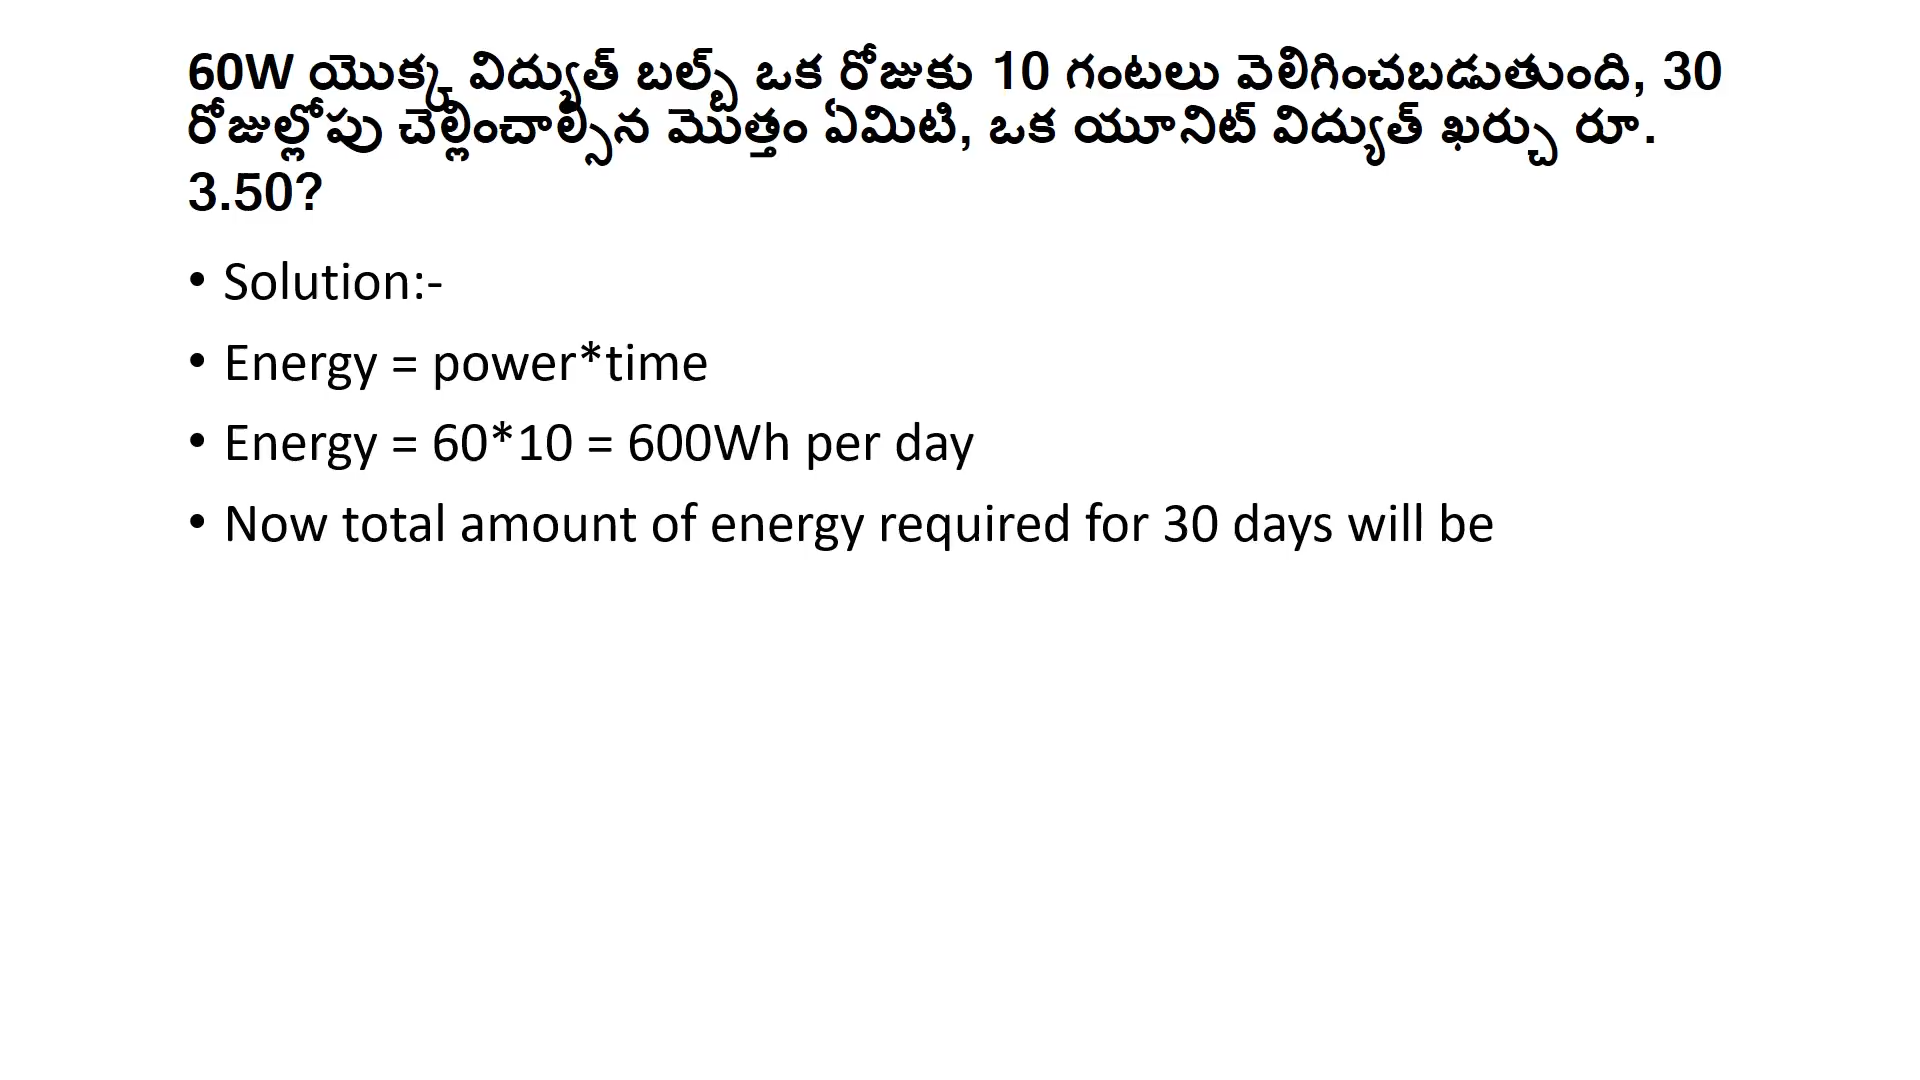 60W యొక్క విద్యుత్ బల్బ్ ఒక రోజుకు 10 గంటలు వెలిగించబడుతుంది, 30
రోజుల్లోపు చెల్లించాల్సిన మొత్తం ఏమిటి, ఒక యూనిట్ విద్యుత్ ఖర్చు రూ.
3.50?
• Solution:-
• Energy = power*time
• Energy = 60*10 = 600Wh per day
• Now total amount of energy required for 30 days will be